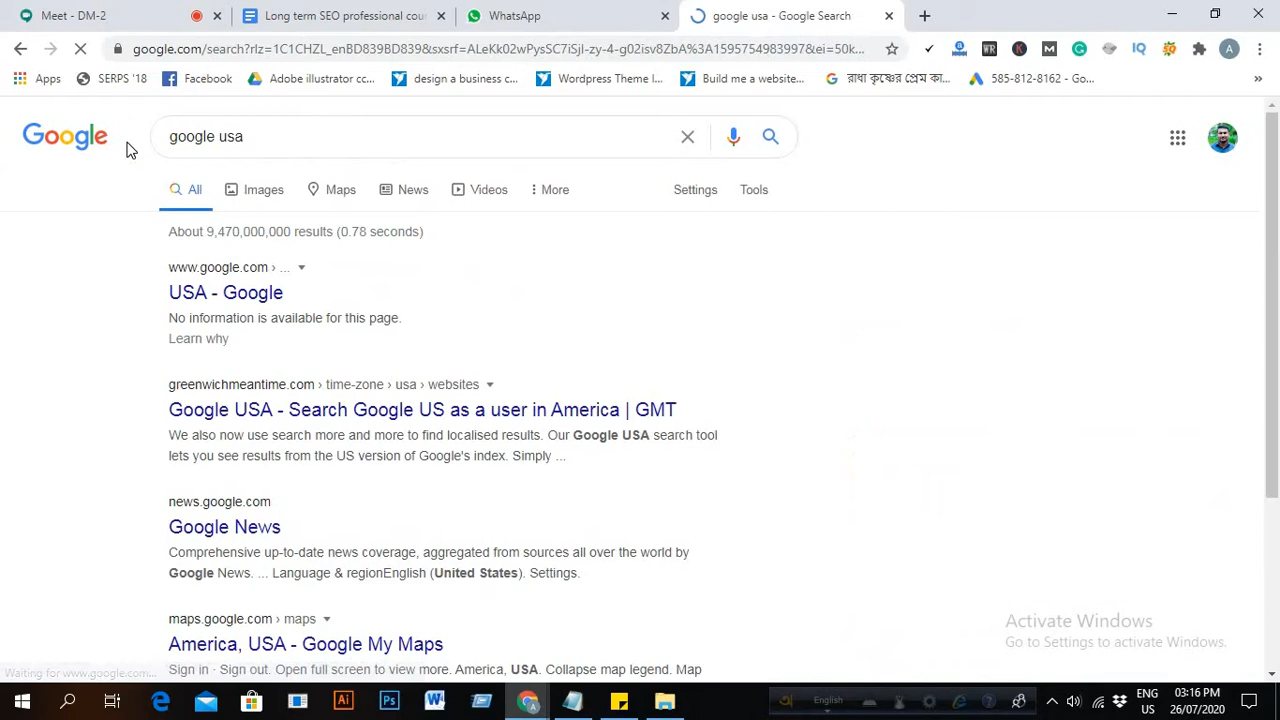 Meet - DM-2
Long term SEO professional cou
WhatsApp
google usa - Google Search
google.com/search?rlz=1C1CHZL_enBD839BD839&sxsrf=ALeKk02wPysSC7iSjI-zy-4-g02isv8ZbA%3A1595754983997&ei=50k...
Apps
SERPS '18
Facebook
Adobe illustrator cc...
design a business c...
Wordpress Theme I...
Build me a website...
রাধা কৃষ্ণের প্রেম কা...
585-812-8162 - Go...
»
Google
google usa
All
Images
Maps
News
Videos
More
Settings
Tools
About 9,470,000,000 results (0.78 seconds)
www.google.com › ...
USA - Google
No information is available for this page.
Learn why
greenwichmeantime.com › time-zone › usa › websites
Google USA - Search Google US as a user in America | GMT
We also now use search more and more to find localised results. Our Google USA search tool
lets you see results from the US version of Google's index. Simply ...
news.google.com
Google News
Comprehensive up-to-date news coverage, aggregated from sources all over the world by
Google News. ... Language & regionEnglish (United States). Settings.
maps.google.com › maps
America, USA - Google My Maps
Sign in · Sign out. Open full screen to view more. America, USA. Collapse map legend. Map
Activate Windows
Go to Settings to activate Windows.
Waiting for www.google.com...
English
ENG
US
03:16 PM
26/07/2020